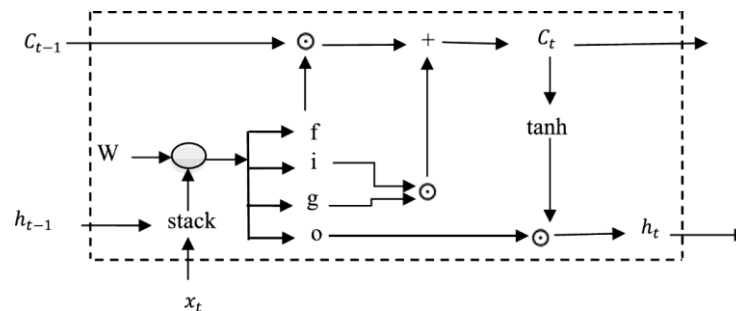 C_{t-1} ⊙ + C_t
f
tanh
W
i
g ⊙
h_{t-1} stack
o ⊙ h_t
x_t